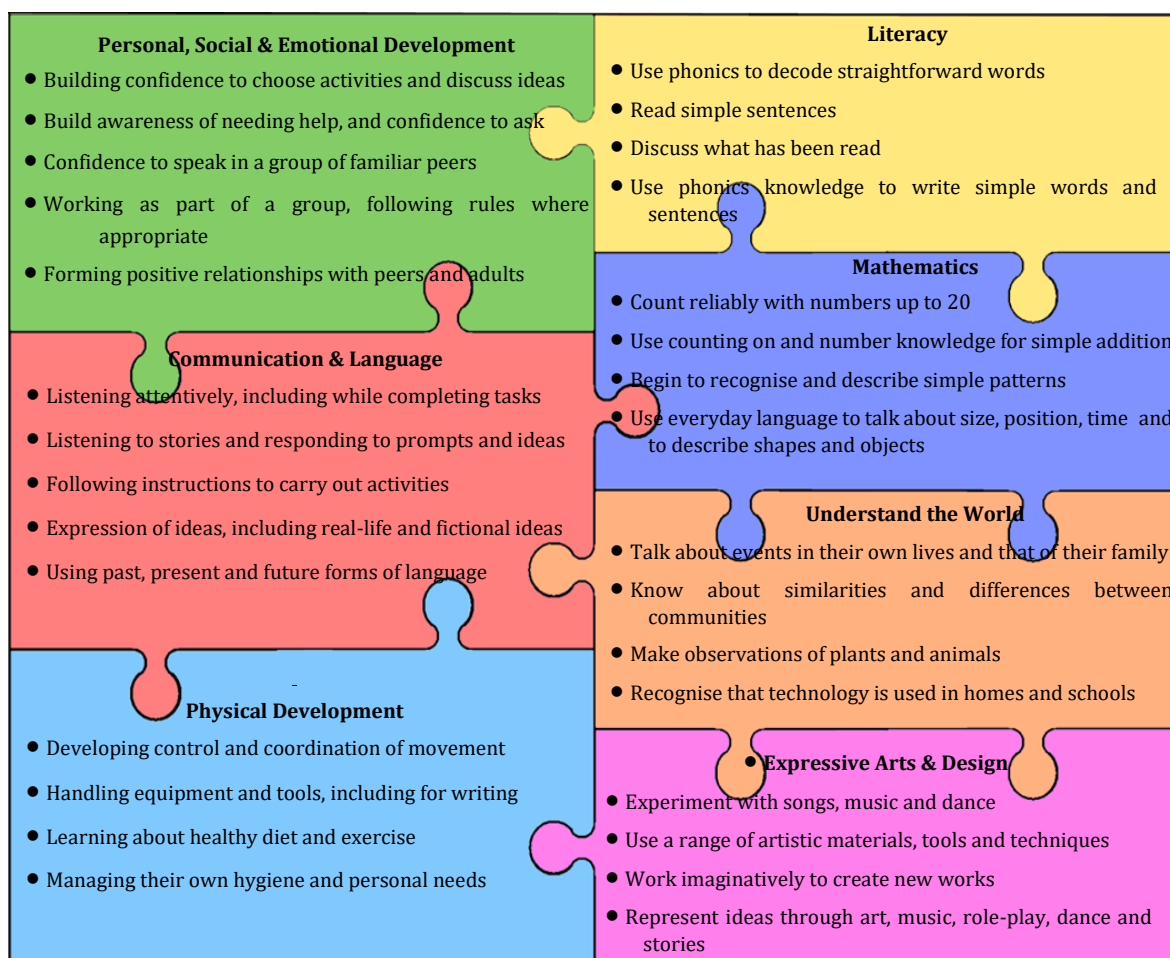 Personal, Social & Emotional Development
● Building confidence to choose activities and discuss ideas
● Build awareness of needing help, and confidence to ask
● Confidence to speak in a group of familiar peers
● Working as part of a group, following rules where
appropriate
● Forming positive relationships with peers and adults
Communication & Language
● Listening attentively, including while completing tasks
● Listening to stories and responding to prompts and ideas
● Following instructions to carry out activities
● Expression of ideas, including real-life and fictional ideas
● Using past, present and future forms of language
Physical Development
● Developing control and coordination of movement
● Handling equipment and tools, including for writing
● Learning about healthy diet and exercise
● Managing their own hygiene and personal needs
Literacy
● Use phonics to decode straightforward words
● Read simple sentences
● Discuss what has been read
● Use phonics knowledge to write simple words and
sentences
Mathematics
● Count reliably with numbers up to 20
● Use counting on and number knowledge for simple addition
● Begin to recognise and describe simple patterns
● Use everyday language to talk about size, position, time and
to describe shapes and objects
Understand the World
● Talk about events in their own lives and that of their family
● Know about similarities and differences between
communities
● Make observations of plants and animals
● Recognise that technology is used in homes and schools
● Expressive Arts & Design
● Experiment with songs, music and dance
● Use a range of artistic materials, tools and techniques
● Work imaginatively to create new works
● Represent ideas through art, music, role-play, dance and
stories